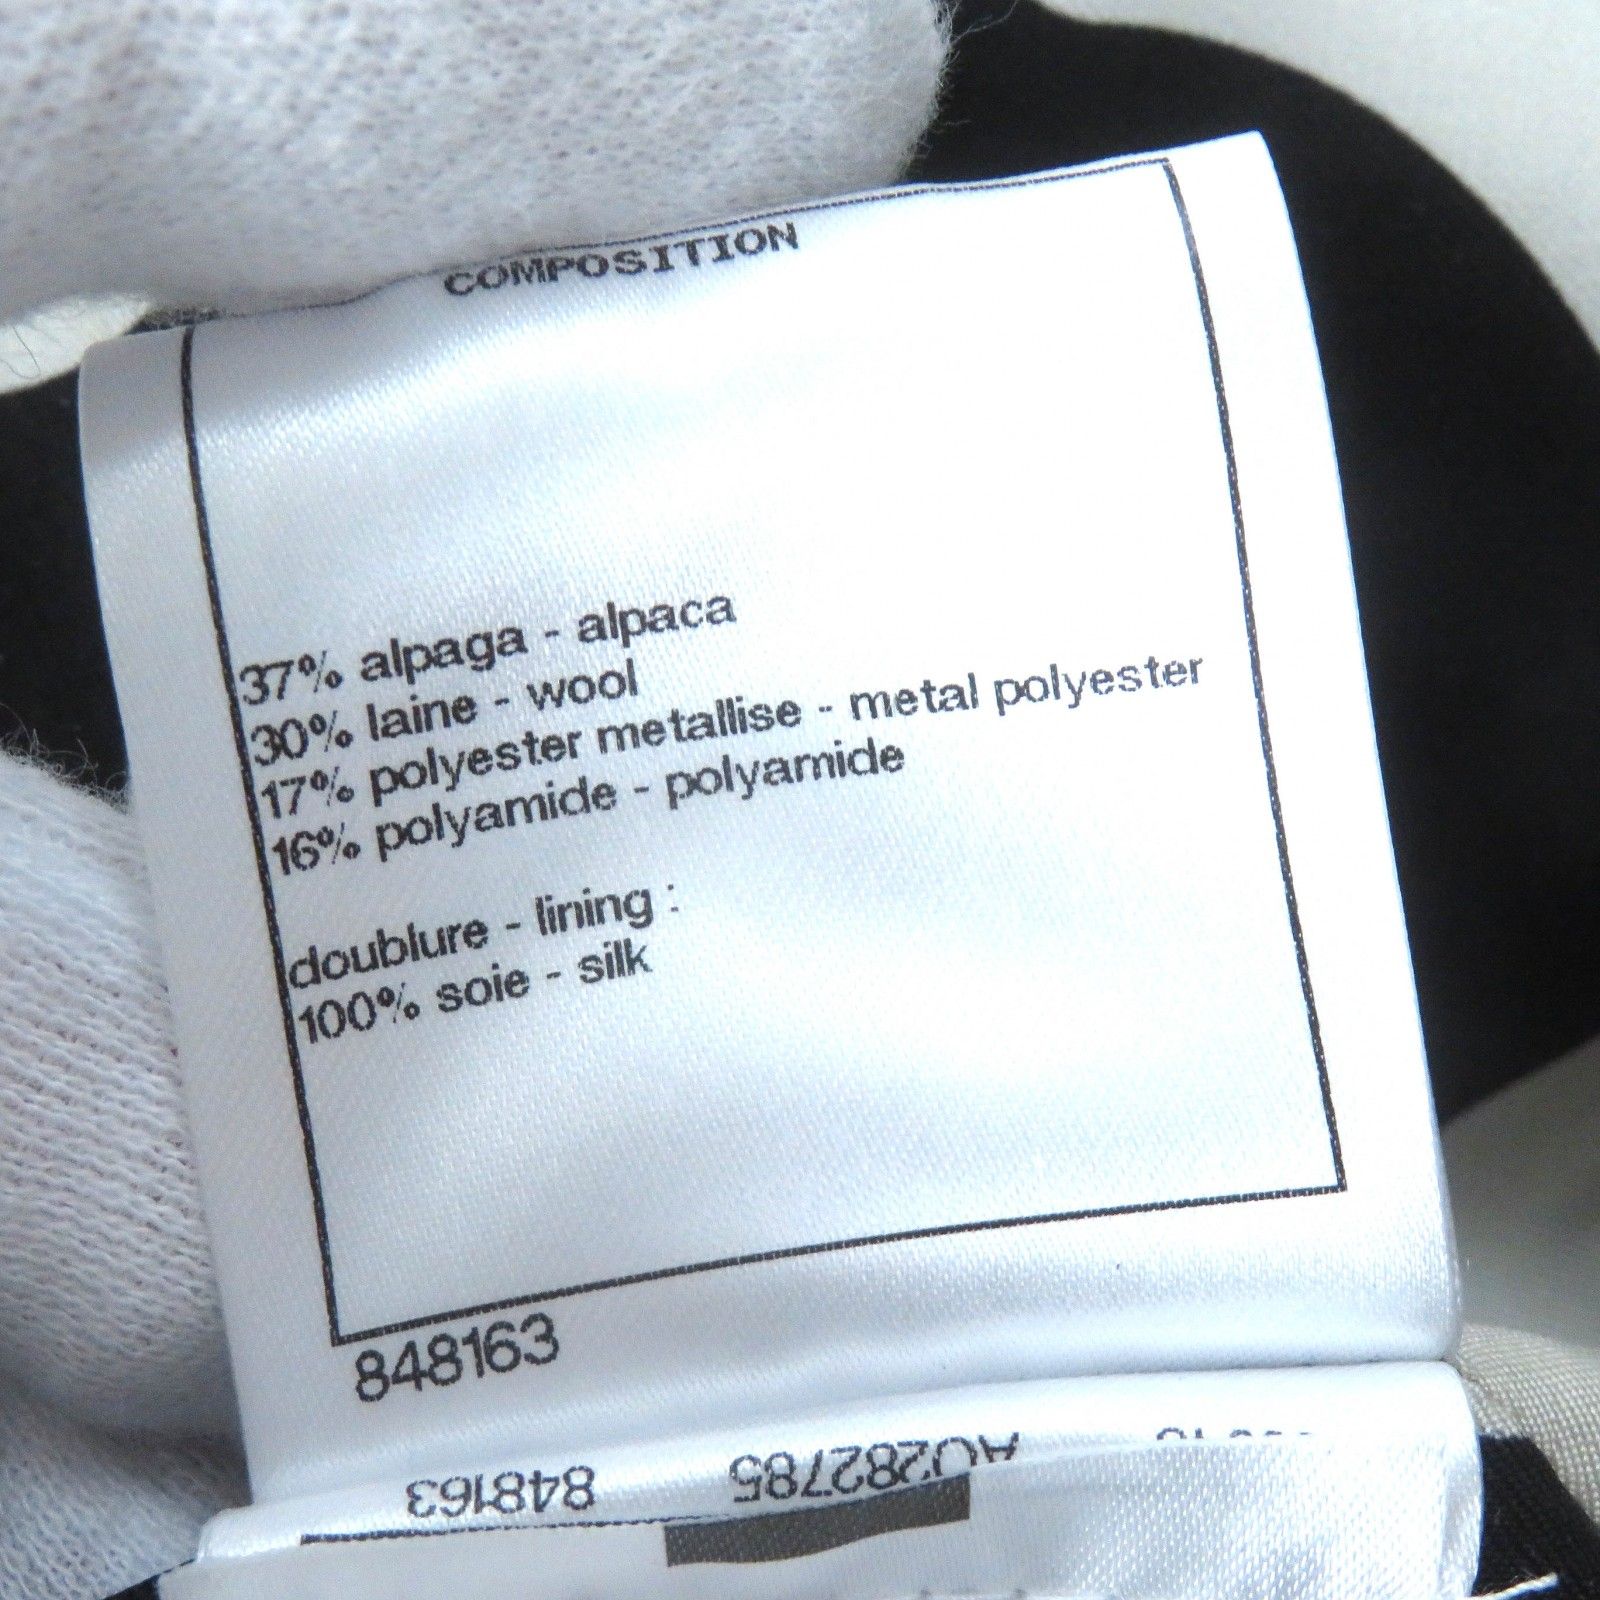 COMPOSITION
37% alpaga - alpaca
30% laine - wool
17% polyester metallise - metal polyester
16% polyamide - polyamide
doublure - lining :
100% soie - silk
848163
848163 A0282785